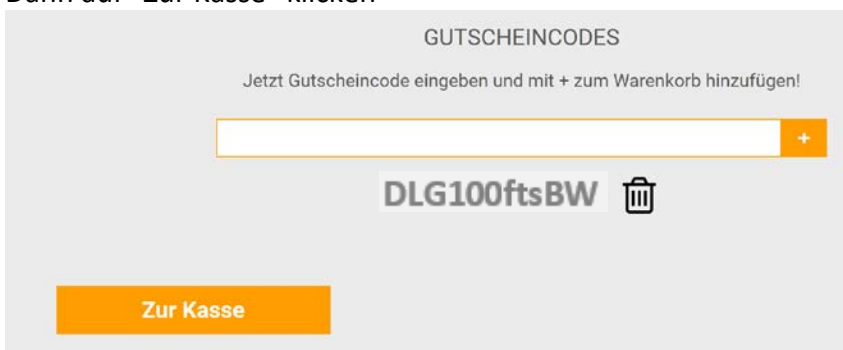 Dann auf "Zur Kasse" klicken
GUTSCHEINCODES
Jetzt Gutscheincode eingeben und mit + zum Warenkorb hinzufügen!
+
DLG100ftsBW
Zur Kasse